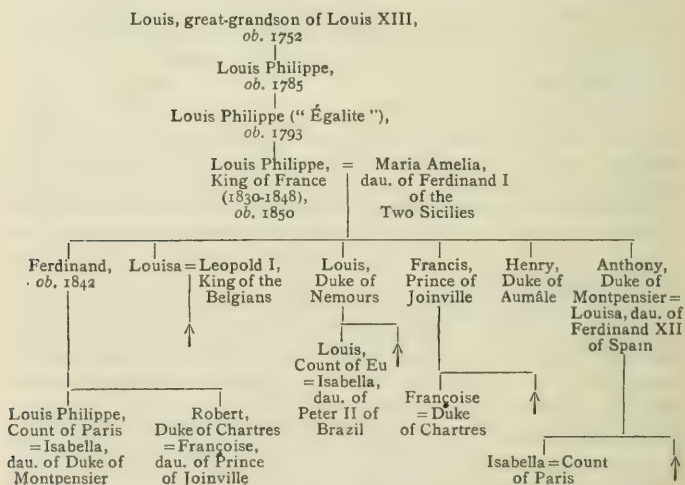 Louis, great-grandson of Louis XIII,
ob. 1752
Louis Philippe,
ob. 1785
Louis Philippe (“ Égalite ”),
ob. 1793
Louis Philippe,
King of France
(1830-1848),
ob. 1850
=
Maria Amelia,
dau. of Ferdinand I
of the
Two Sicilies
Ferdinand,
ob. 1842
Louisa = Leopold I,
King of the
Belgians
Louis,
Duke of
Nemours
Francis,
Prince of
Joinville
Henry,
Duke of
Aumâle
Anthony,
Duke of
Montpensier =
Louisa, dau. of
Ferdinand XII
of Spain
Louis,
Count of Eu
= Isabella,
dau. of
Peter II of
Brazil
Louis Philippe,
Count of Paris
= Isabella,
dau. of Duke of
Montpensier
Robert,
Duke of Chartres
= Françoise,
dau. of Prince
of Joinville
Françoise
= Duke
of Chartres
Isabella = Count
of Paris